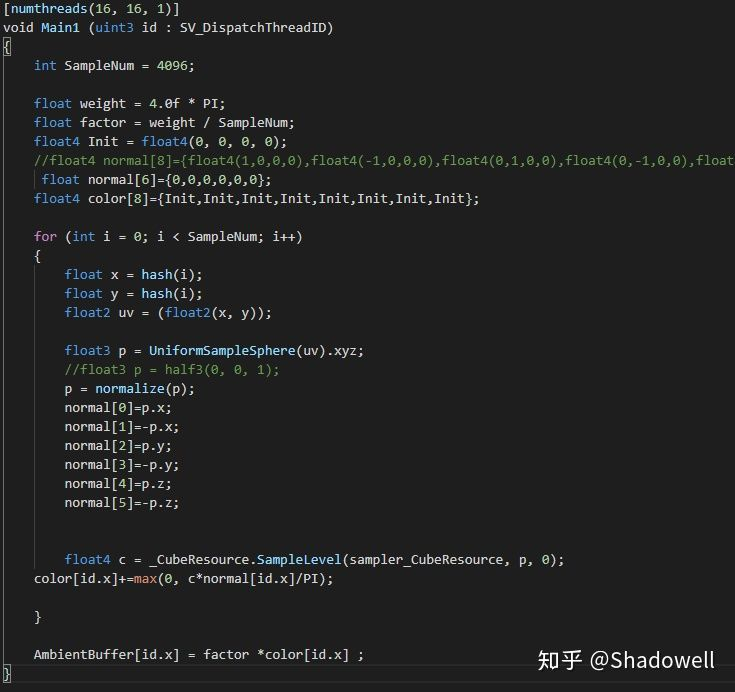 [numthreads(16, 16, 1)]
void Main1 (uint3 id : SV_DispatchThreadID)
{
    int SampleNum = 4096;
    float weight = 4.0f * PI;
    float factor = weight / SampleNum;
    float4 Init = float4(0, 0, 0, 0);
    //float4 normal[8]={float4(1,0,0,0),float4(-1,0,0,0),float4(0,1,0,0),float4(0,-1,0,0),float
     float normal[6]={0,0,0,0,0,0};
    float4 color[8]={Init,Init,Init,Init,Init,Init,Init,Init};
    for (int i = 0; i < SampleNum; i++)
    {
        float x = hash(i);
        float y = hash(i);
        float2 uv = (float2(x, y));
        float3 p = UniformSampleSphere(uv).xyz;
        //float3 p = half3(0, 0, 1);
        p = normalize(p);
        normal[0]=p.x;
        normal[1]=-p.x;
        normal[2]=p.y;
        normal[3]=-p.y;
        normal[4]=p.z;
        normal[5]=-p.z;
        float4 c = _CubeResource.SampleLevel(sampler_CubeResource, p, 0);
    color[id.x]+=max(0, c*normal[id.x]/PI);
    }
    AmbientBuffer[id.x] = factor *color[id.x] ;
}
知乎 @Shadowell